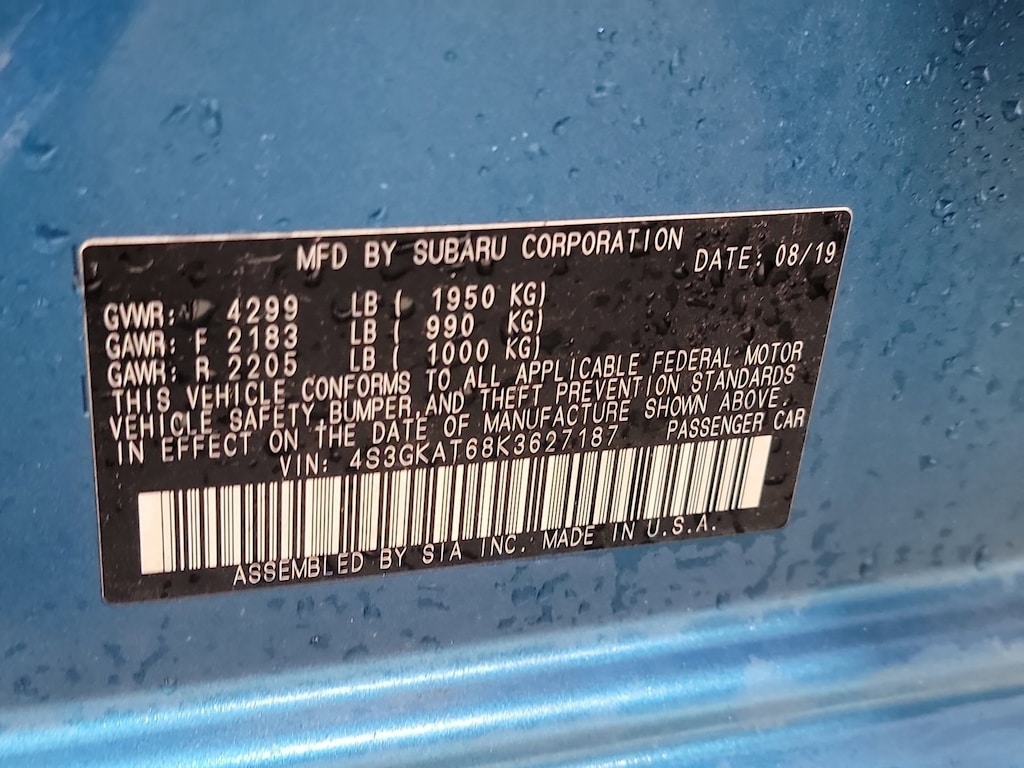 MFD BY SUBARU CORPORATION DATE: 08/19
GVWR: 4299 LB ( 1950 KG)
GAWR: F 2183 LB ( 990 KG)
GAWR: R 2205 LB ( 1000 KG)
THIS VEHICLE CONFORMS TO ALL APPLICABLE FEDERAL MOTOR
VEHICLE SAFETY, BUMPER, AND THEFT PREVENTION STANDARDS
IN EFFECT ON THE DATE OF MANUFACTURE SHOWN ABOVE.
VIN: 4S3GKAT68K3627187 PASSENGER CAR
ASSEMBLED BY SIA INC. MADE IN U.S.A.